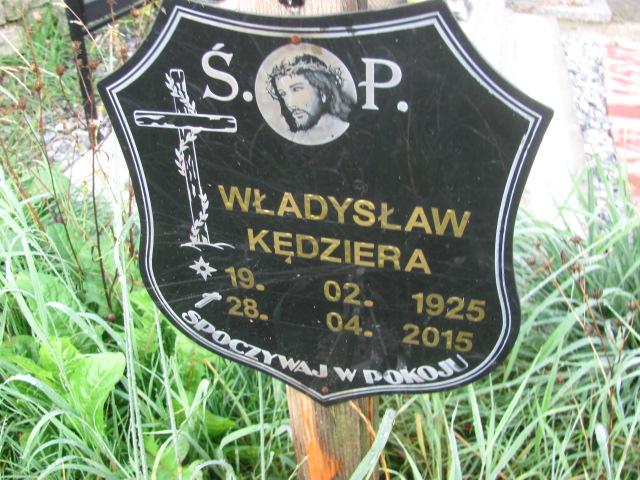 Ś. P.
WŁADYSŁAW
KĘDZIERA
19. 02. 1925
28. 04. 2015
SPOCZYWAJ W POKOJU